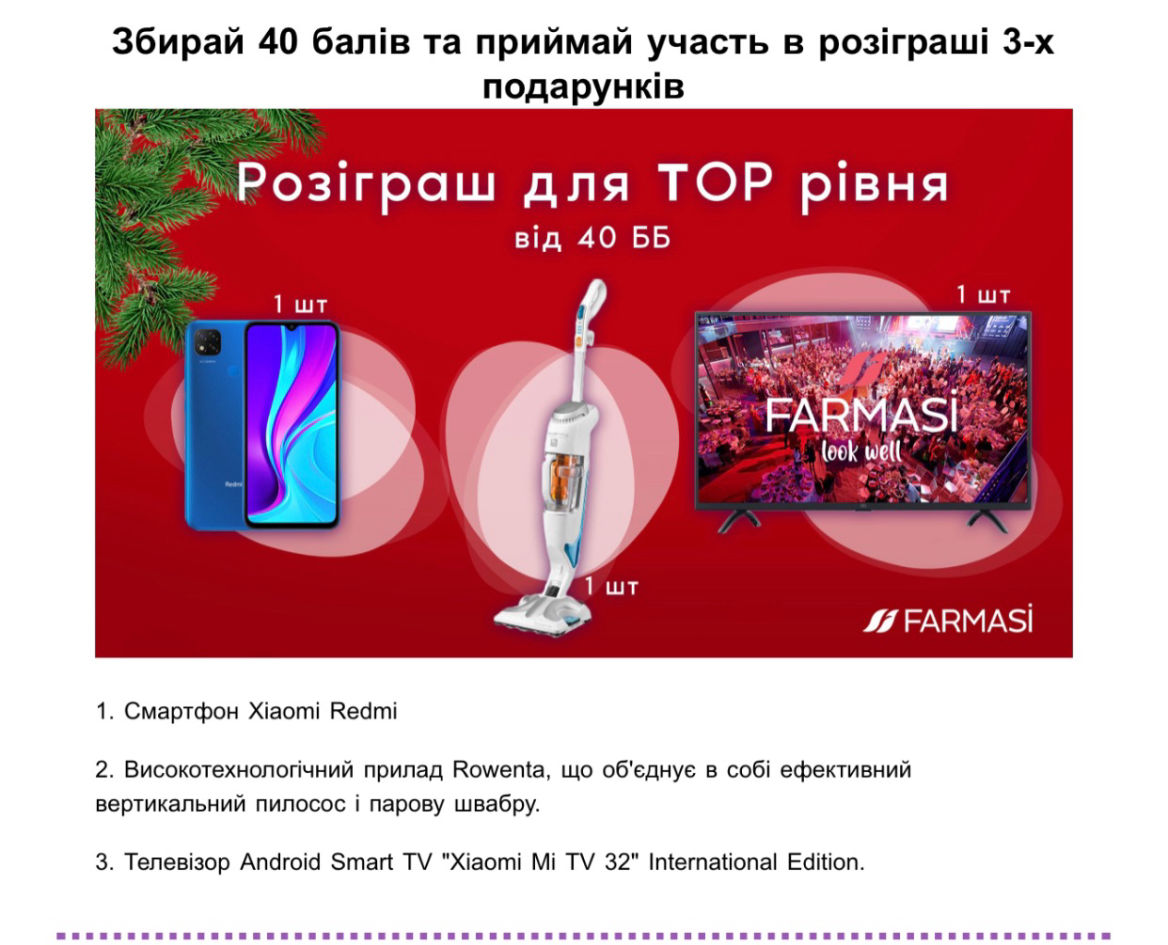 Збирай 40 балів та приймай участь в розіграші 3-х
подарунків
Розіграш для TOP рівня
від 40 ББ
1 шт
1 шт
Redmi
FARMASİ
look well
1 шт
FARMASİ
1. Смартфон Xiaomi Redmi
2. Високотехнологічний прилад Rowenta, що об'єднує в собі ефективний
вертикальний пилосос і парову швабру.
3. Телевізор Android Smart TV "Xiaomi Mi TV 32" International Edition.